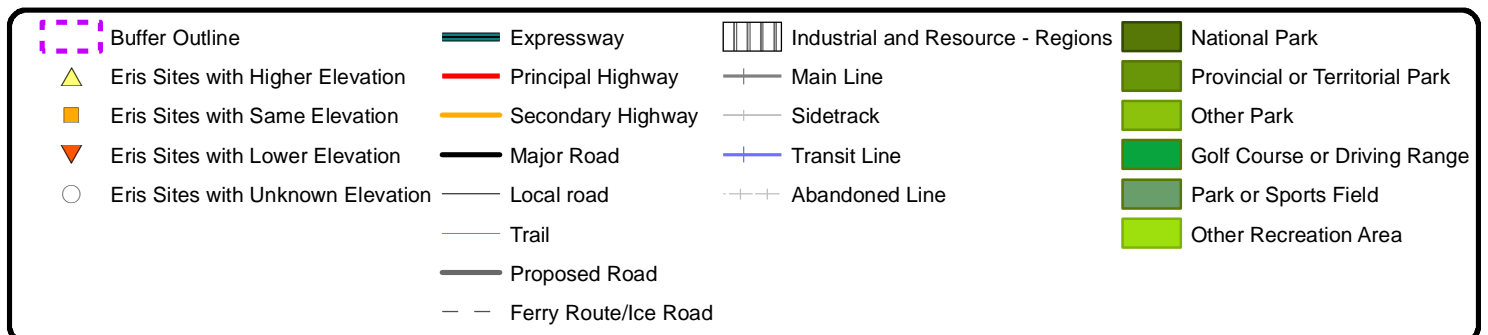 Buffer Outline
Eris Sites with Higher Elevation
Eris Sites with Same Elevation
Eris Sites with Lower Elevation
Eris Sites with Unknown Elevation
Expressway
Principal Highway
Secondary Highway
Major Road
Local road
Trail
Proposed Road
Ferry Route/Ice Road
Industrial and Resource - Regions
Main Line
Sidetrack
Transit Line
Abandoned Line
National Park
Provincial or Territorial Park
Other Park
Golf Course or Driving Range
Park or Sports Field
Other Recreation Area